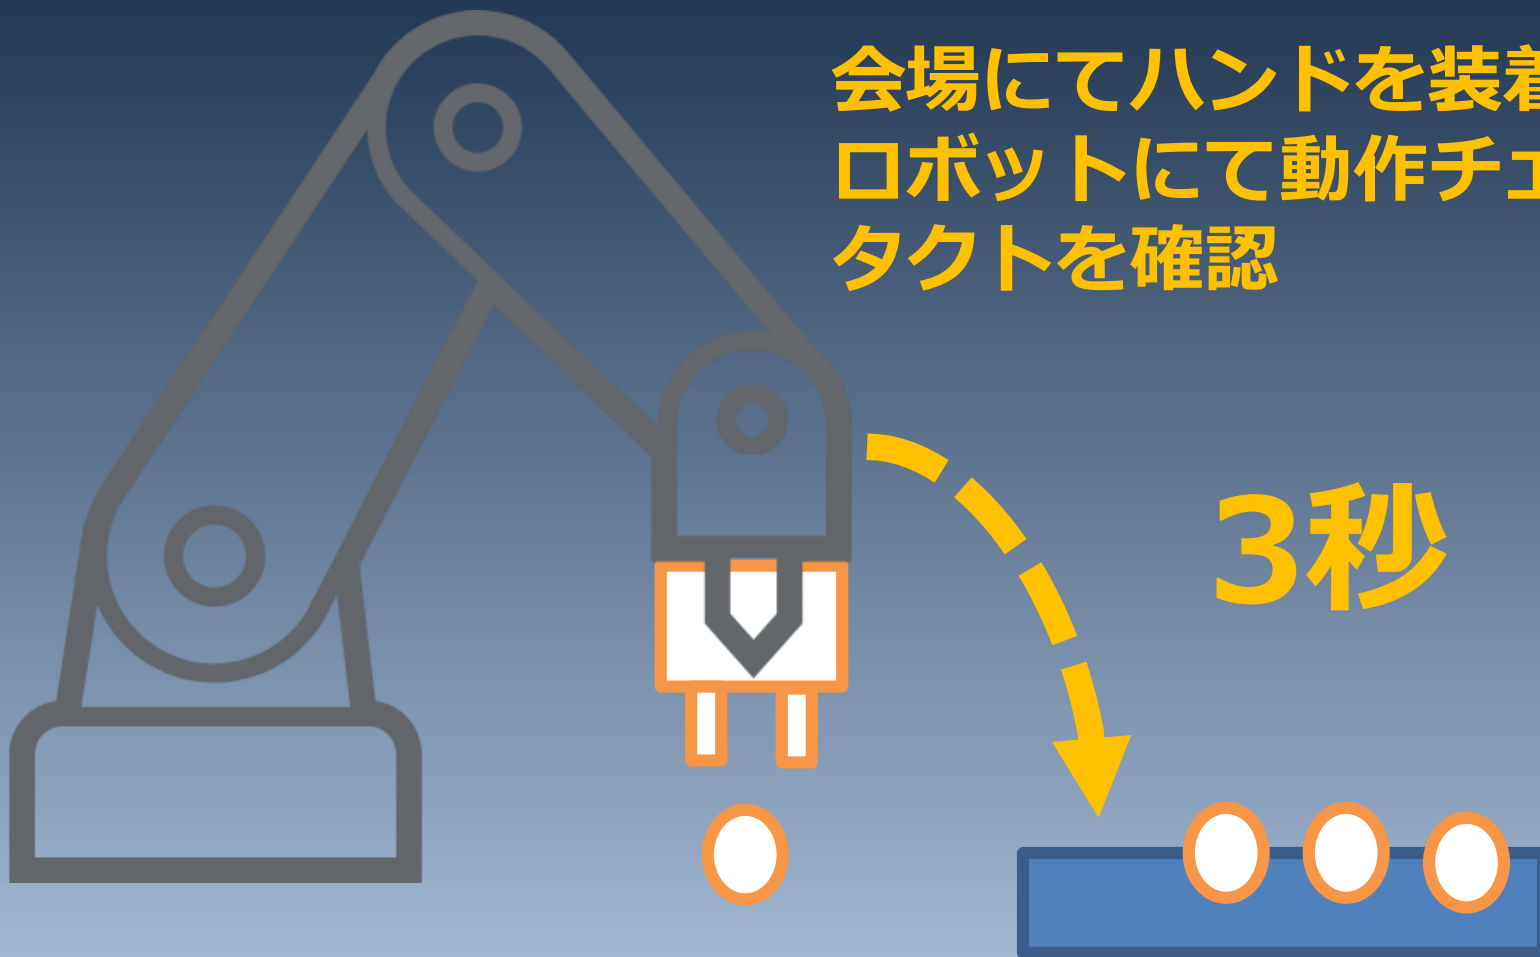 会場にてハンドを装着
ロボットにて動作チェ
タクトを確認
3秒